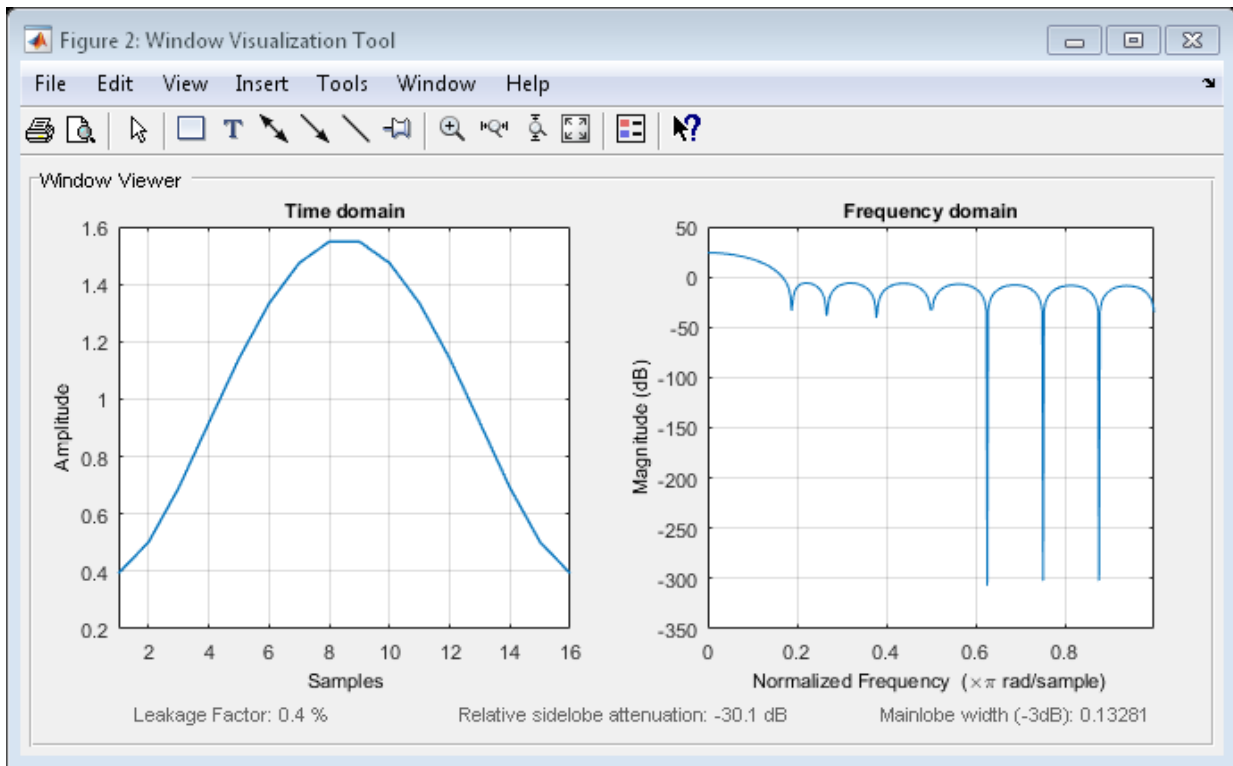 Figure 2: Window Visualization Tool
File Edit View Insert Tools Window Help
T
?
Window Viewer
Time domain
1.6
1.4
1.2
1
0.8
0.6
0.4
0.2
Amplitude
2 4 6 8 10 12 14 16
Samples
Frequency domain
50
0
-50
-100
-150
-200
-250
-300
-350
Magnitude (dB)
0 0.2 0.4 0.6 0.8
Normalized Frequency (×π rad/sample)
Leakage Factor: 0.4 %
Relative sidelobe attenuation: -30.1 dB
Mainlobe width (-3dB): 0.13281